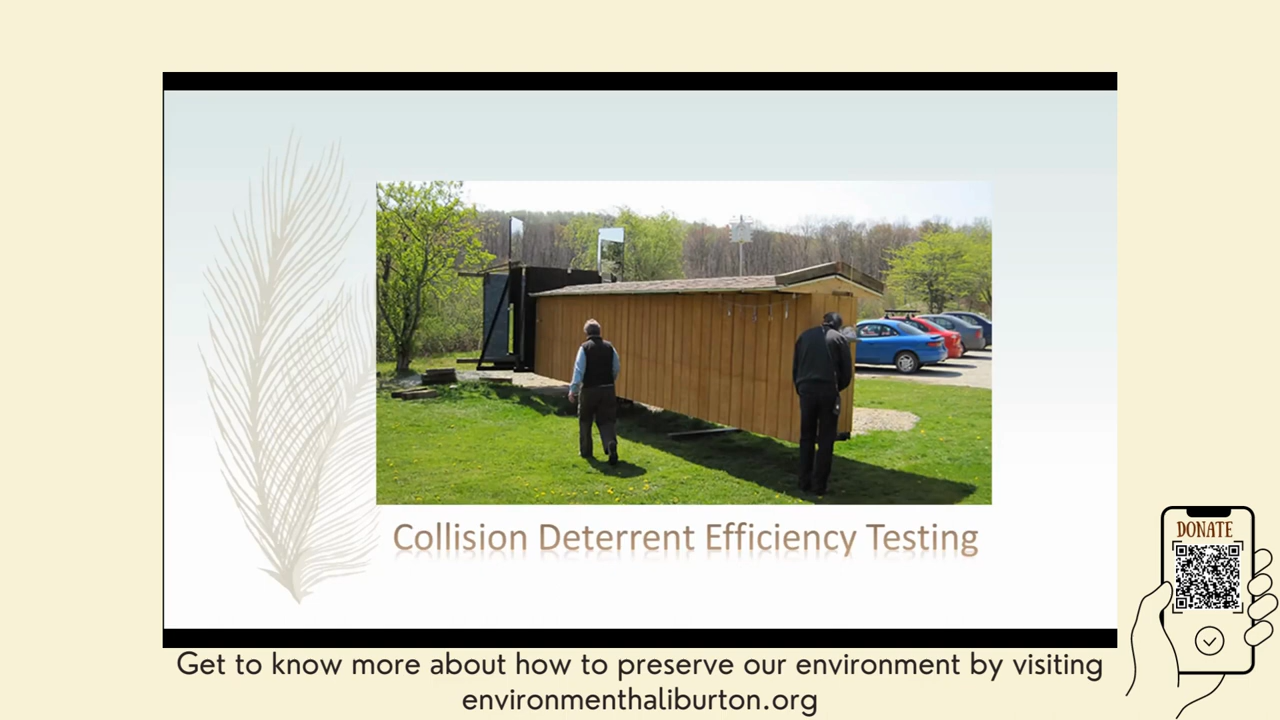 Collision Deterrent Efficiency Testing
DONATE
Get to know more about how to preserve our environment by visiting
environmenthaliburton.org